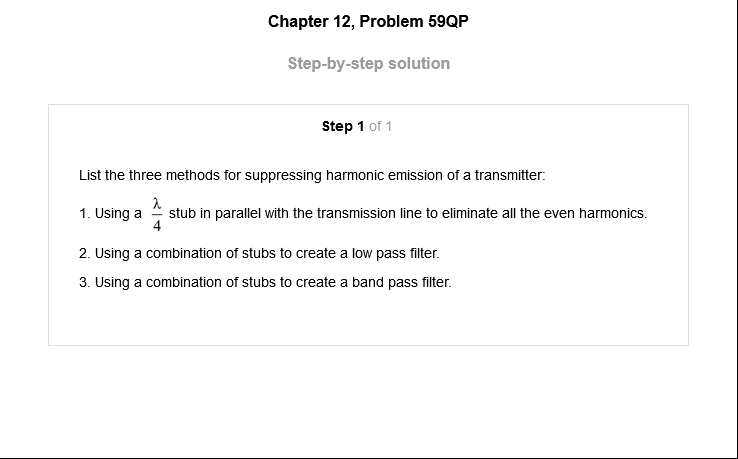 Chapter 12, Problem 59QP
Step-by-step solution
Step 1 of 1
List the three methods for suppressing harmonic emission of a transmitter:
1. Using a λ/4 stub in parallel with the transmission line to eliminate all the even harmonics.
2. Using a combination of stubs to create a low pass filter.
3. Using a combination of stubs to create a band pass filter.